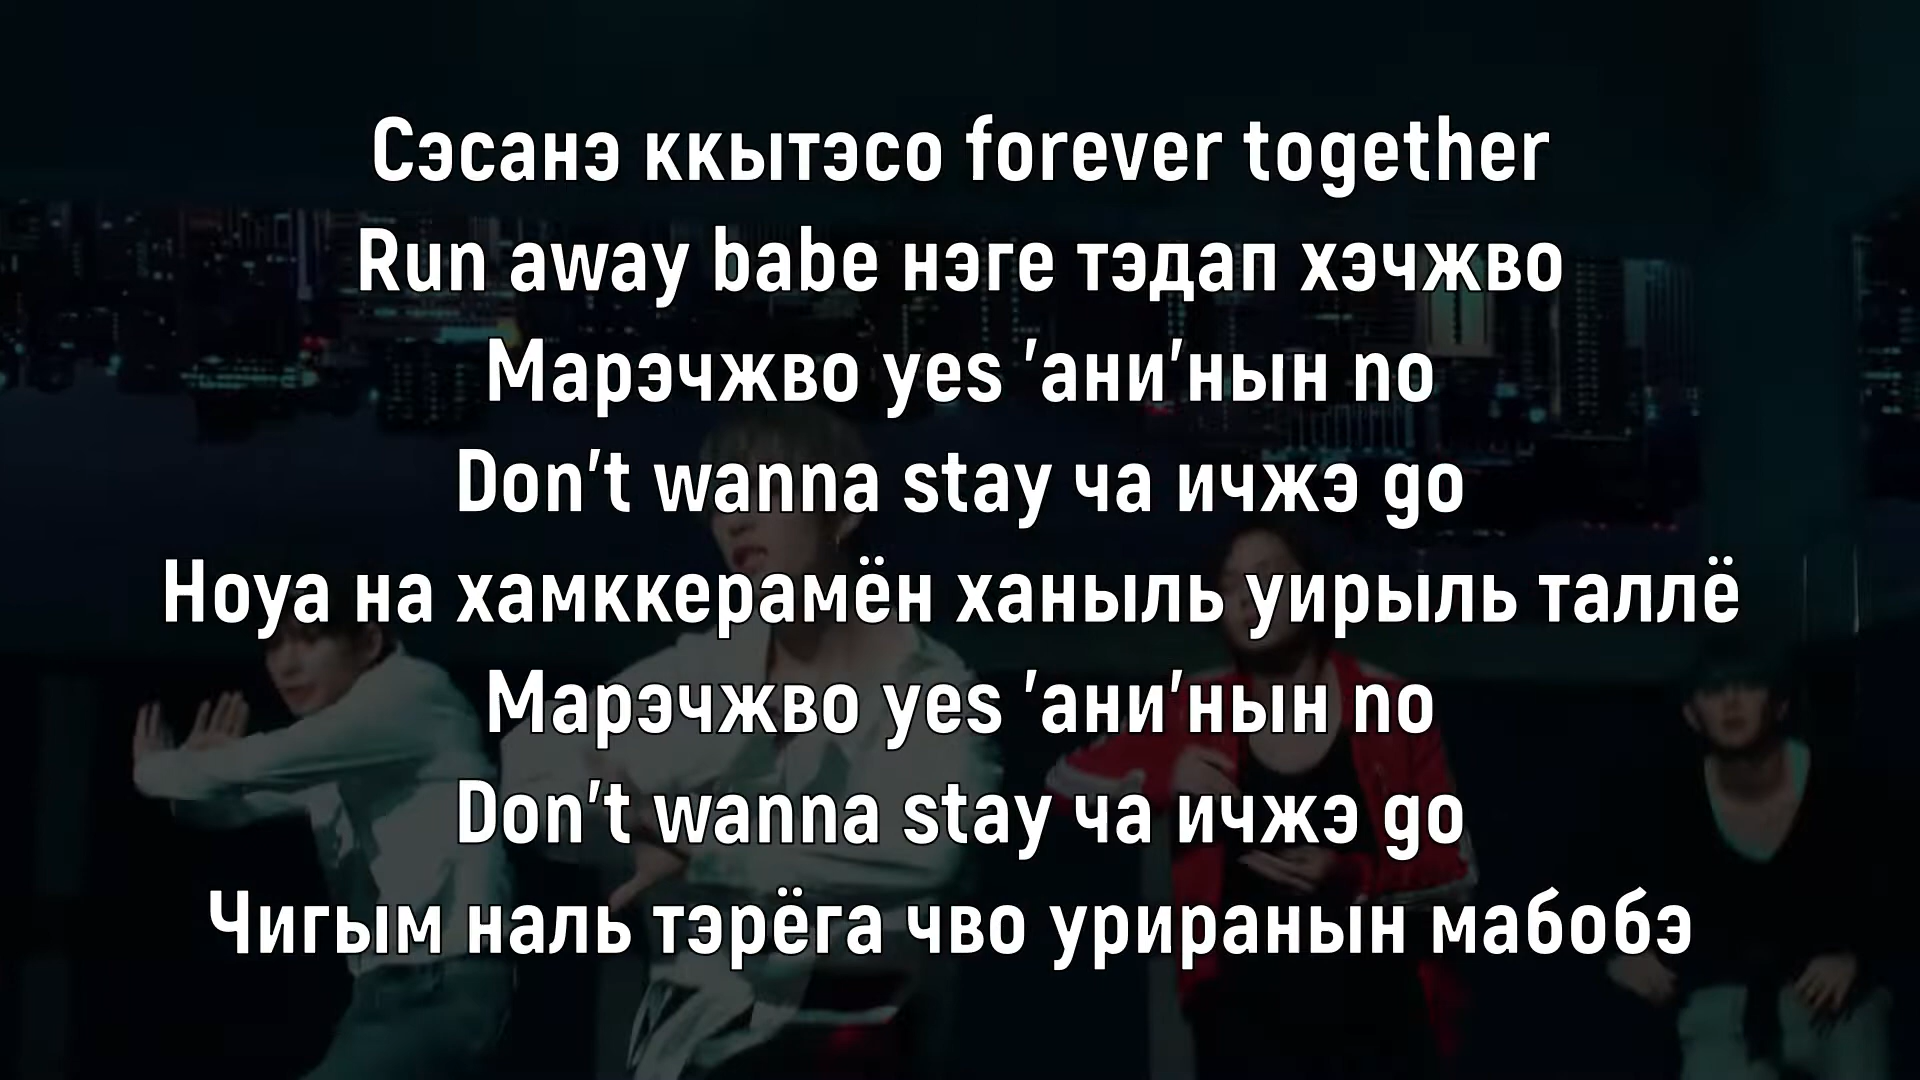 Сэсанэ ккытэсо forever together
Run away babe нэге тэдап хэчжво
Марэчжво yes 'ани'нын no
Don't wanna stay ча ичжэ go
Ноуа на хамккерамён ханыль уирыль таллё
Марэчжво yes 'ани'нын no
Don't wanna stay ча ичжэ go
Чигым наль тэрёга чво уриранын мабобэ